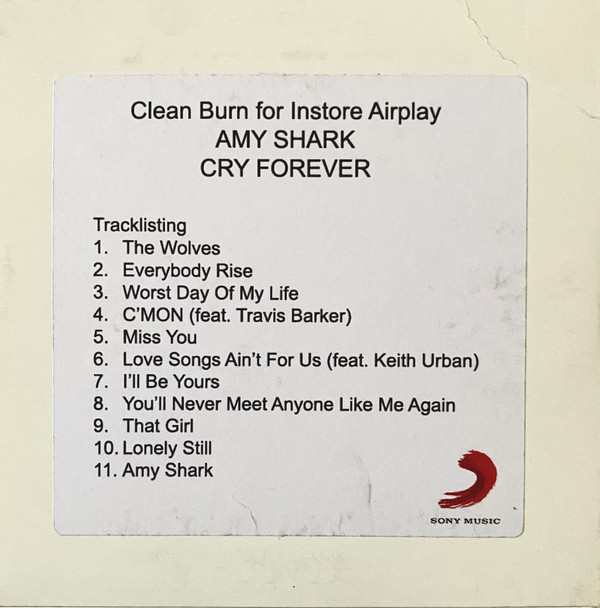 Clean Burn for Instore Airplay
AMY SHARK
CRY FOREVER
Tracklisting
1. The Wolves
2. Everybody Rise
3. Worst Day Of My Life
4. C'MON (feat. Travis Barker)
5. Miss You
6. Love Songs Ain't For Us (feat. Keith Urban)
7. I'll Be Yours
8. You'll Never Meet Anyone Like Me Again
9. That Girl
10. Lonely Still
11. Amy Shark
SONY MUSIC